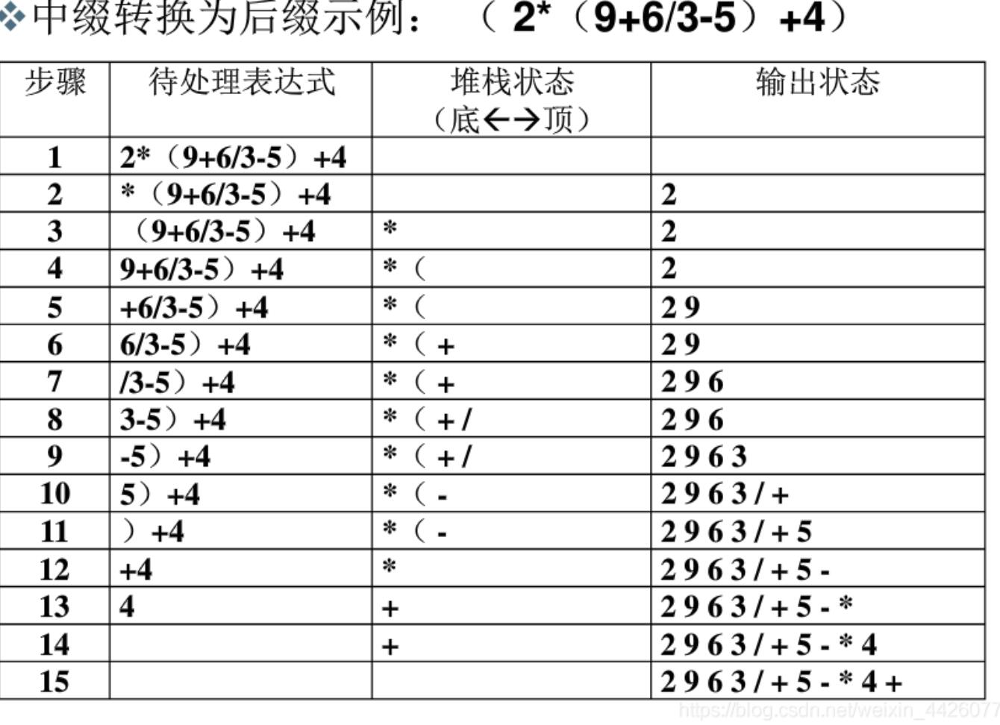 ❖中缀转换为后缀示例： （ 2*（9+6/3-5）+4）
步骤 待处理表达式 堆栈状态 输出状态
（底←→顶）
1 2*（9+6/3-5）+4
2 *（9+6/3-5）+4 2
3 （9+6/3-5）+4 * 2
4 9+6/3-5）+4 *（ 2
5 +6/3-5）+4 *（ 2 9
6 6/3-5）+4 *（ + 2 9
7 /3-5）+4 *（ + 2 9 6
8 3-5）+4 *（ + / 2 9 6
9 -5）+4 *（ + / 2 9 6 3
10 5）+4 *（ - 2 9 6 3 / +
11 ）+4 *（ - 2 9 6 3 / + 5
12 +4 * 2 9 6 3 / + 5 -
13 4 + 2 9 6 3 / + 5 - *
14 + 2 9 6 3 / + 5 - * 4
15 2 9 6 3 / + 5 - * 4 +
https://blog.csdn.net/weixin_4426077